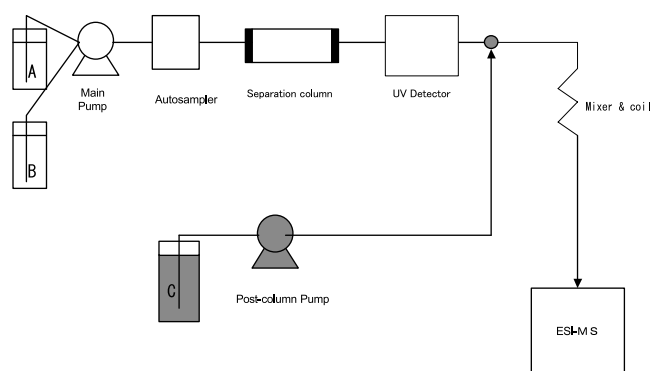 A
B
Main
Pump
Autosampler
Separation column
UV Detector
Mixer & coil
C
Post-column Pump
ESI-MS